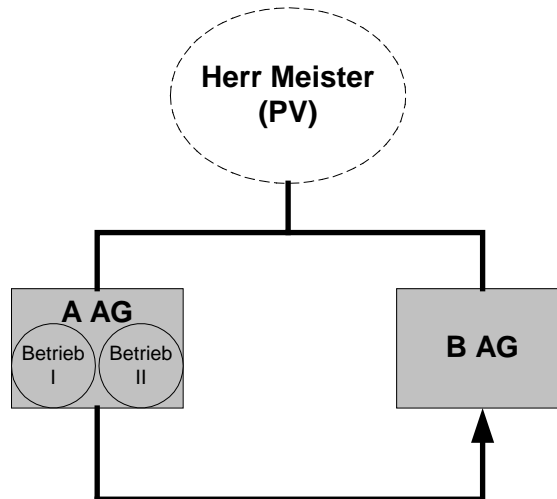 Herr Meister
(PV)
A AG
Betrieb
I
Betrieb
II
B AG